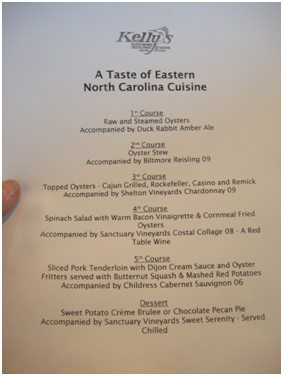 Kelly's
A Taste of Eastern
North Carolina Cuisine
1st Course
Raw and Steamed Oysters
Accompanied by Duck Rabbit Amber Ale
2nd Course
Oyster Stew
Accompanied by Biltmore Reisling 09
3rd Course
Topped Oysters - Cajun Grilled, Rockefeller, Casino and Remick
Accompanied by Shelton Vineyards Chardonnay 09
4th Course
Spinach Salad with Warm Bacon Vinaigrette & Cornmeal Fried
Oysters
Accompanied by Sanctuary Vineyards Costal Collage 08 - A Red
Table Wine
5th Course
Sliced Pork Tenderloin with Dijon Cream Sauce and Oyster
Fritters served with Butternut Squash & Mashed Red Potatoes
Accompanied by Childress Cabernet Sauvignon 06
Dessert
Sweet Potato Créme Brulee or Chocolate Pecan Pie
Accompanied by Sanctuary Vineyards Sweet Serenity - Served
Chilled